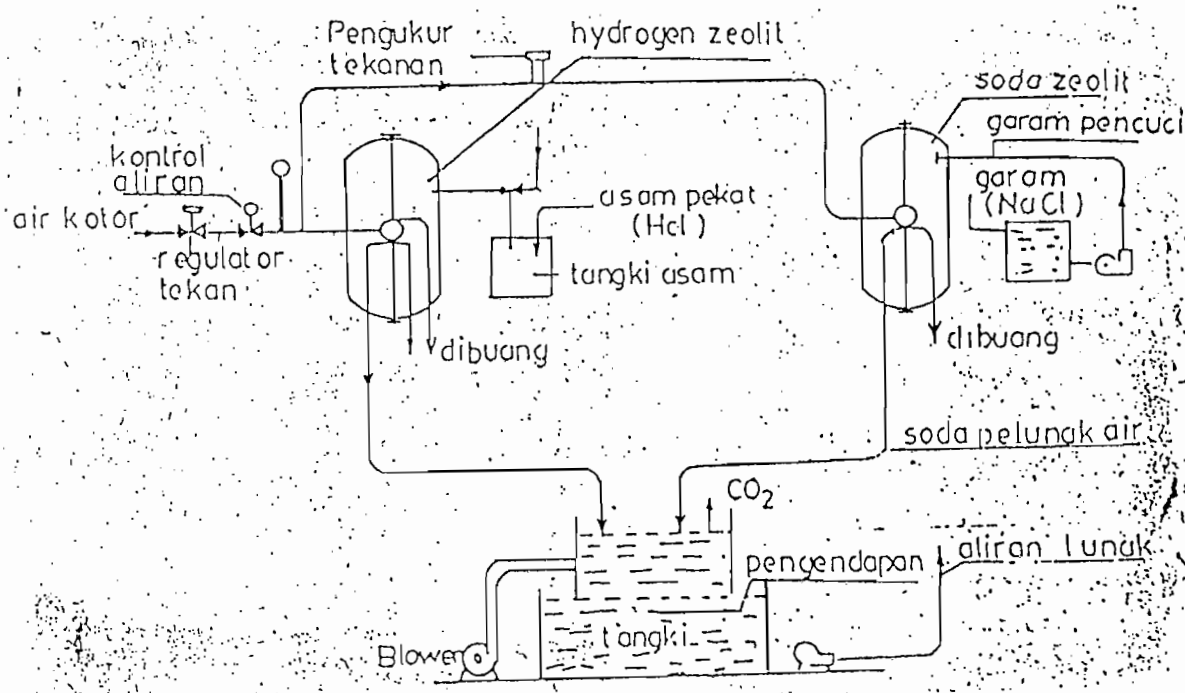 Pengukur
tekanan
hydrogen zeolit
soda zeolit
garam pencuci
kontrol
aliran
air kotor
regulator
tekan
asam pekat
(Hcl)
tangki asam
garam
(NaCl)
dibuang
dibuang
soda pelunak air
CO2
pengendapan
aliran lunak
tangki
Blower